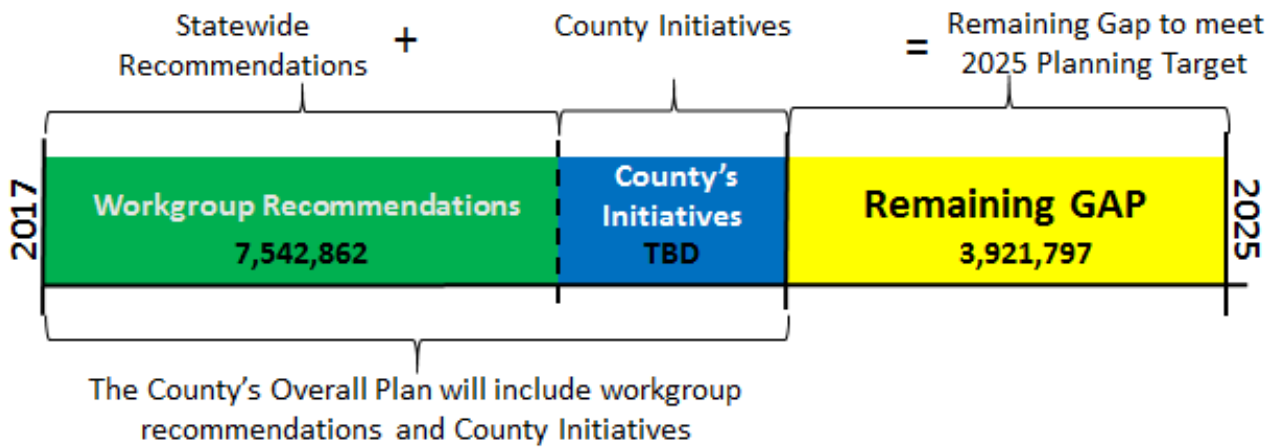 Statewide
Recommendations
+
County Initiatives
=
Remaining Gap to meet
2025 Planning Target
2017
Workgroup Recommendations
7,542,862
County's
Initiatives
TBD
Remaining GAP
3,921,797
2025
The County's Overall Plan will include workgroup
recommendations and County Initiatives